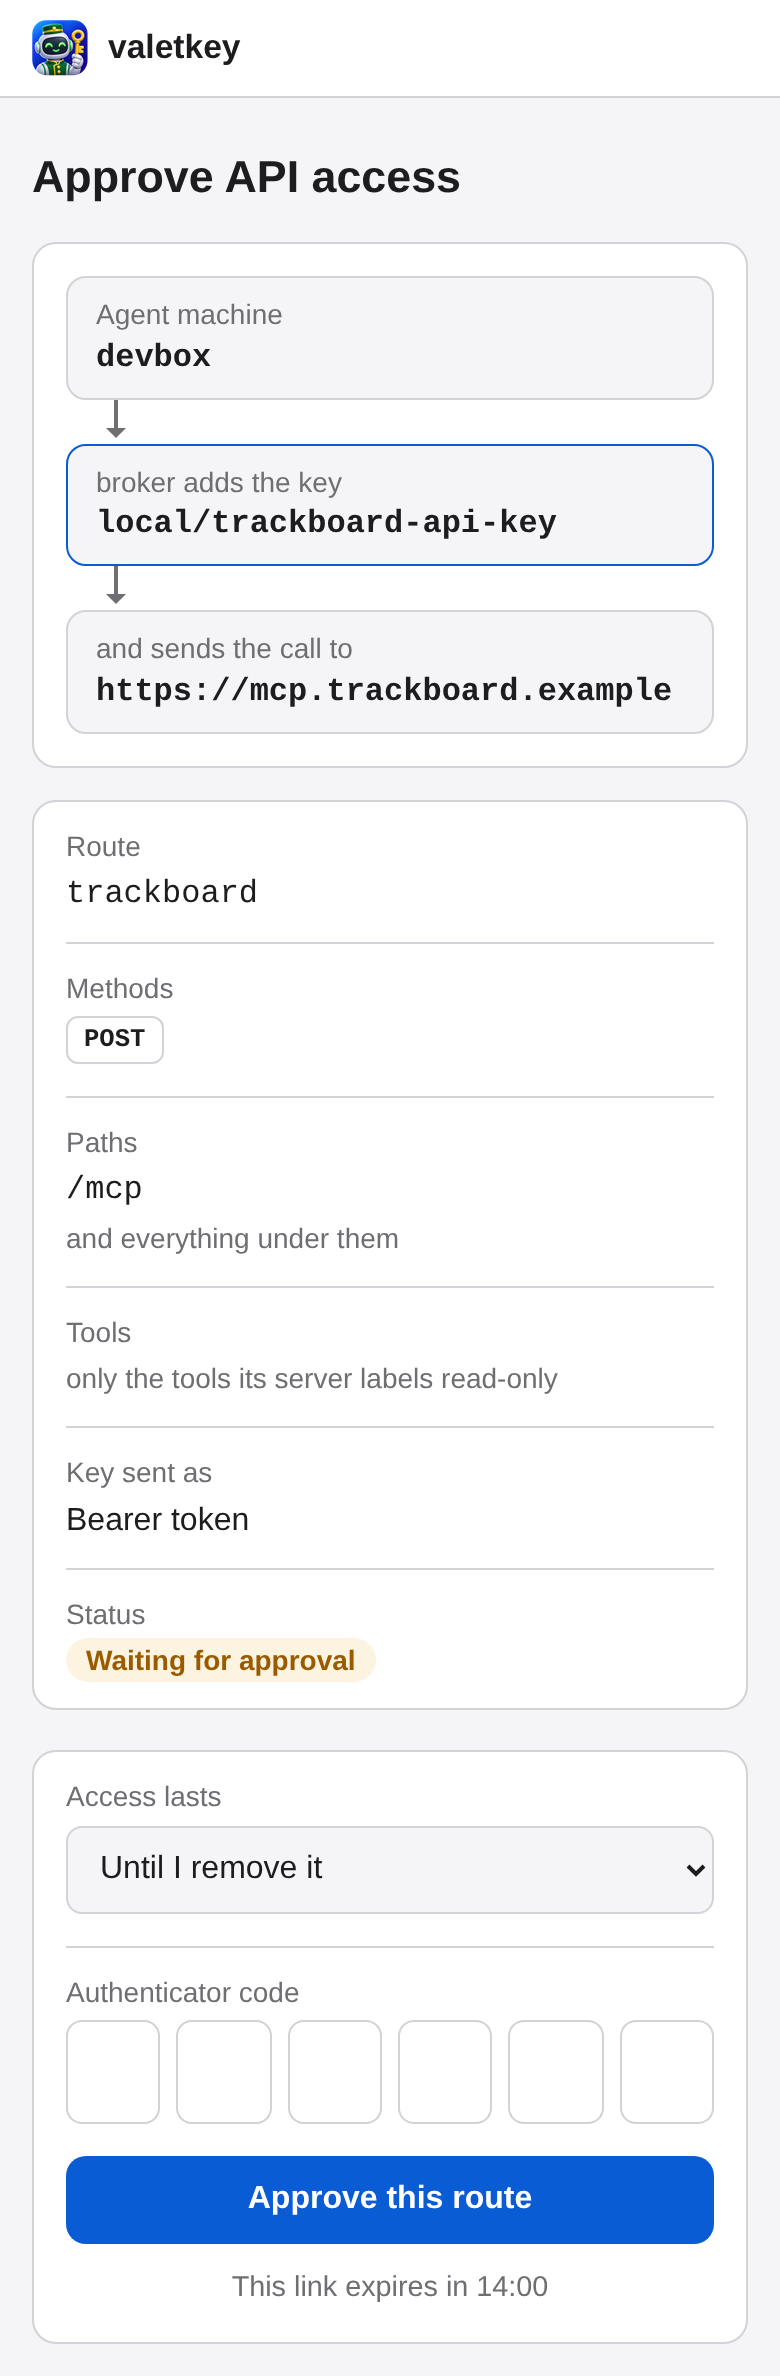 valetkey
Approve API access
Agent machine
devbox
broker adds the key
local/trackboard-api-key
and sends the call to
https://mcp.trackboard.example
Route
trackboard
Methods
POST
Paths
/mcp
and everything under them
Tools
only the tools its server labels read-only
Key sent as
Bearer token
Status
Waiting for approval
Access lasts
Until I remove it
Authenticator code
Approve this route
This link expires in 14:00